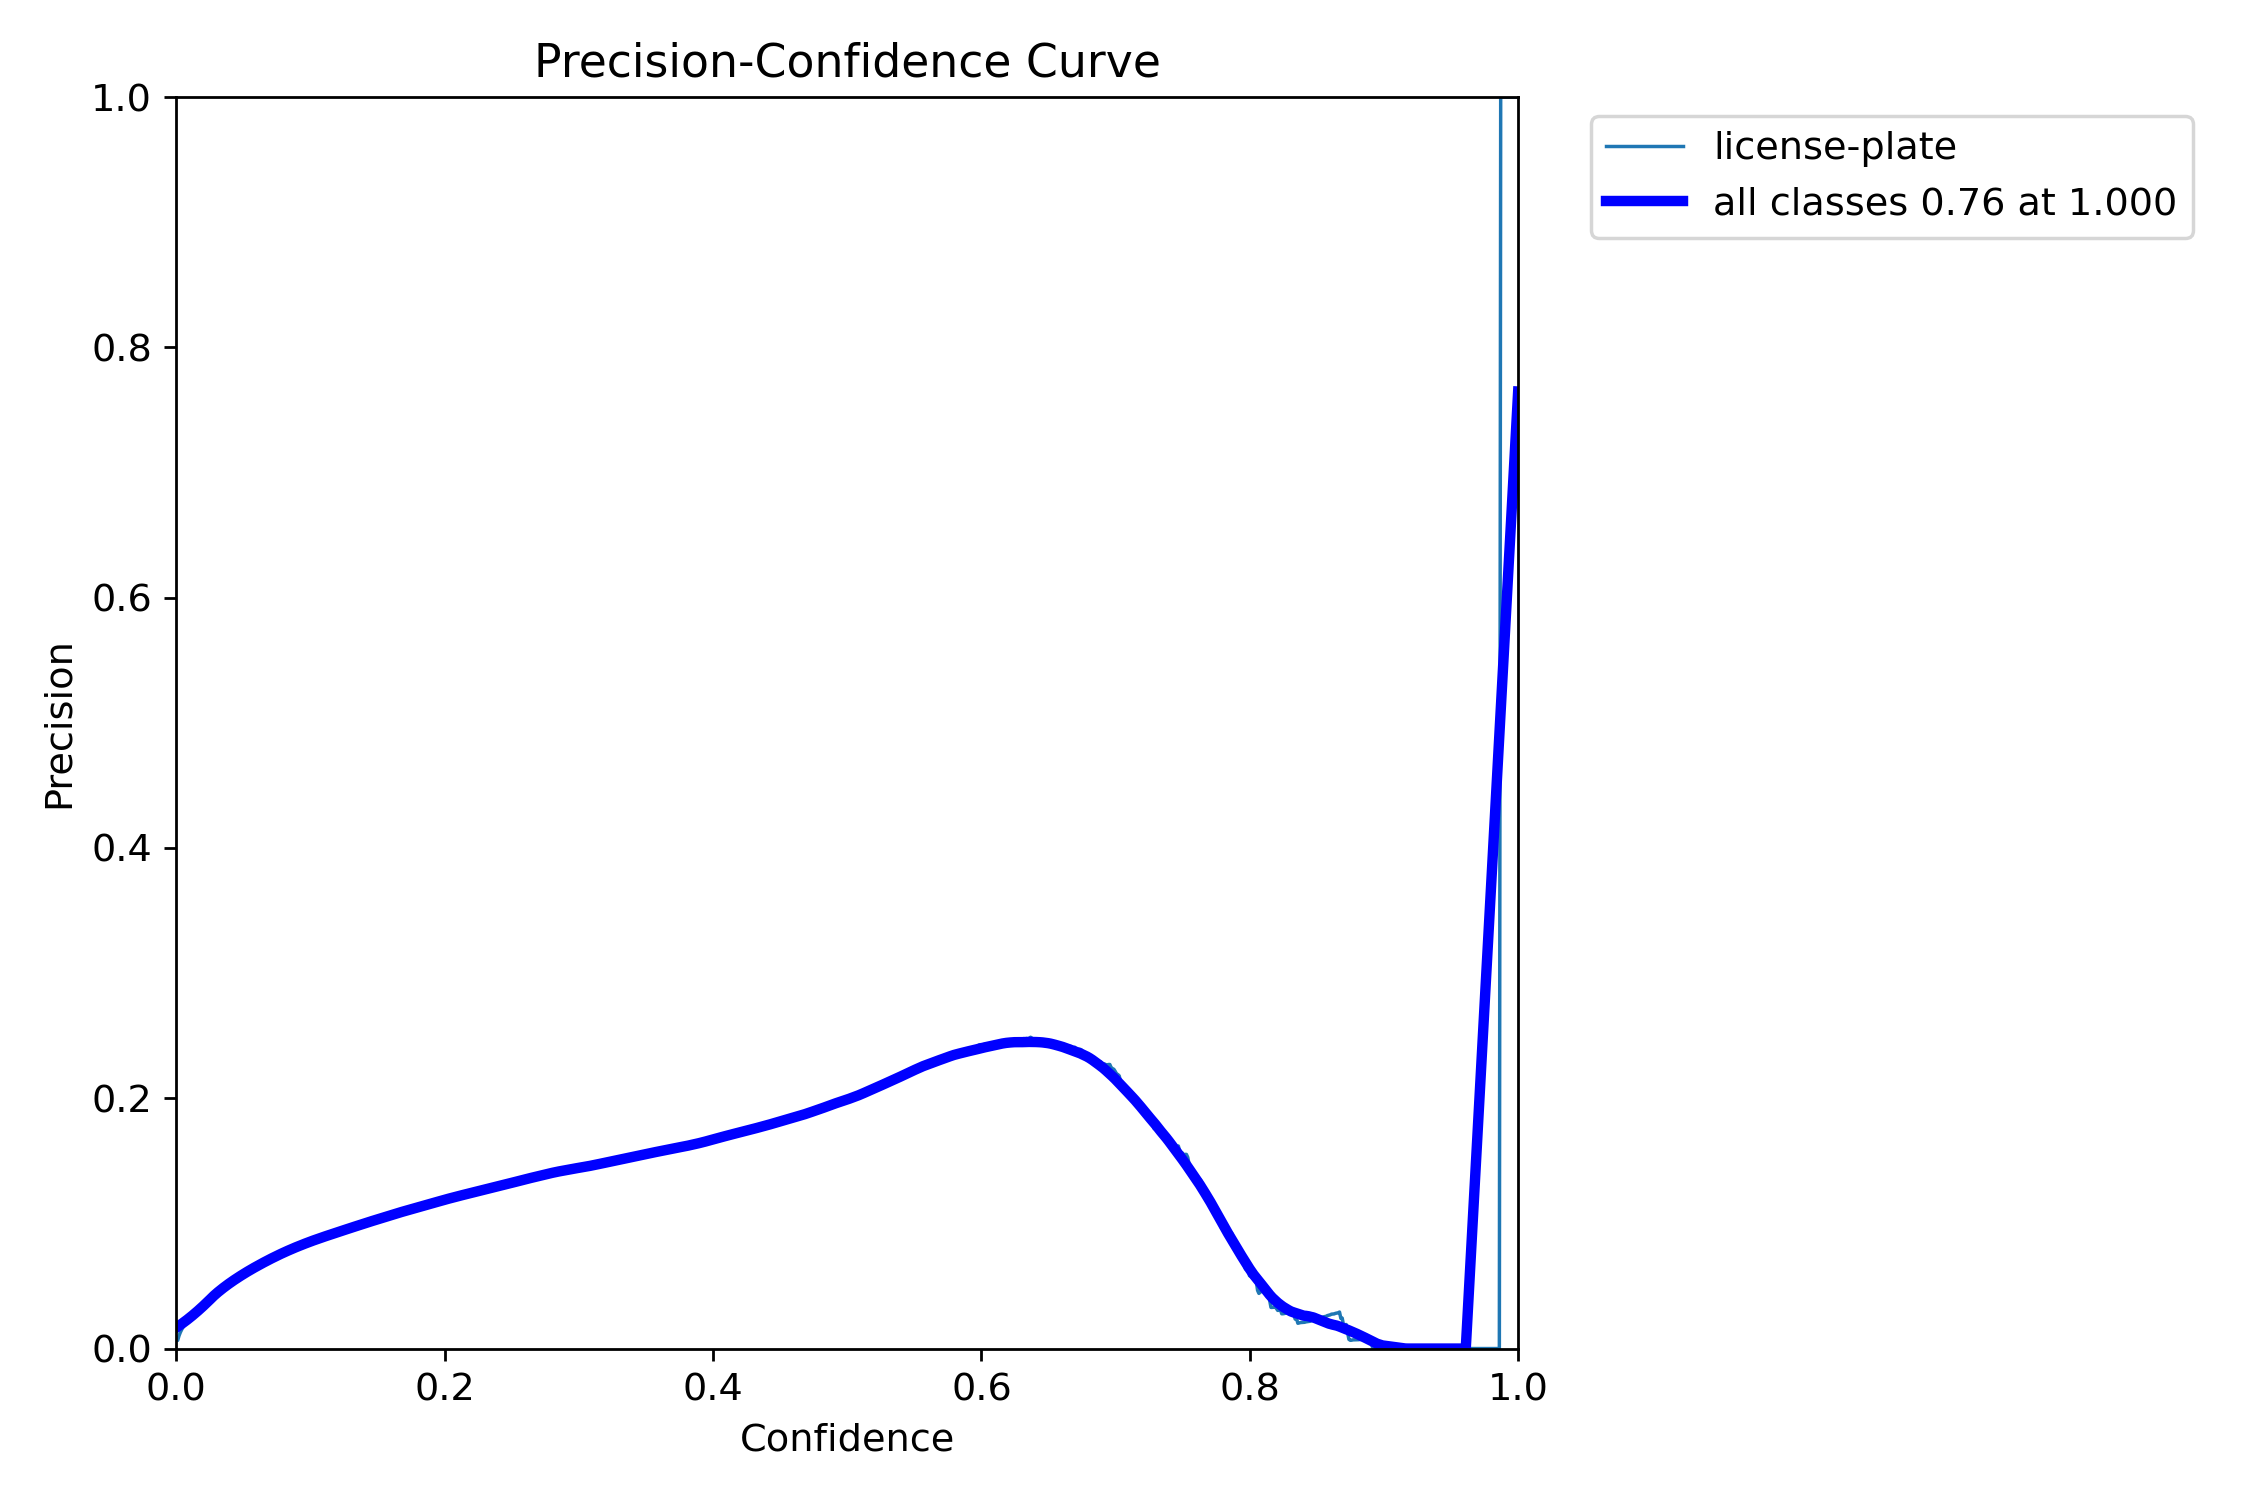 Precision-Confidence Curve
1.0
0.8
0.6
0.4
0.2
0.0
Precision
0.0 0.2 0.4 0.6 0.8 1.0
Confidence
license-plate
all classes 0.76 at 1.000